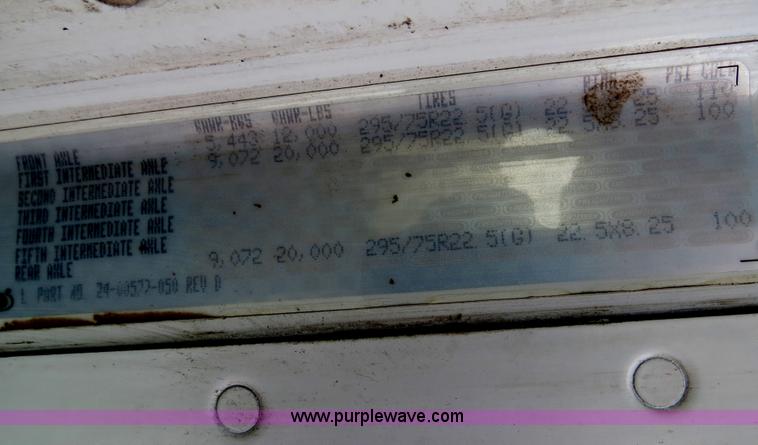 GAWR-KGS GAWR-LBS TIRES RIMS PSI COLD
FRONT AXLE 5,443 12,000 295/75R22.5(G) 110
FIRST INTERMEDIATE AXLE 9,072 20,000 295/75R22.5(G) 22.5X8.25 100
SECOND INTERMEDIATE AXLE
THIRD INTERMEDIATE AXLE
FOURTH INTERMEDIATE AXLE
FIFTH INTERMEDIATE AXLE
REAR AXLE 9,072 20,000 295/75R22.5(G) 22.5X8.25 100
PART NO. 24-00577-050 REV D
www.purplewave.com